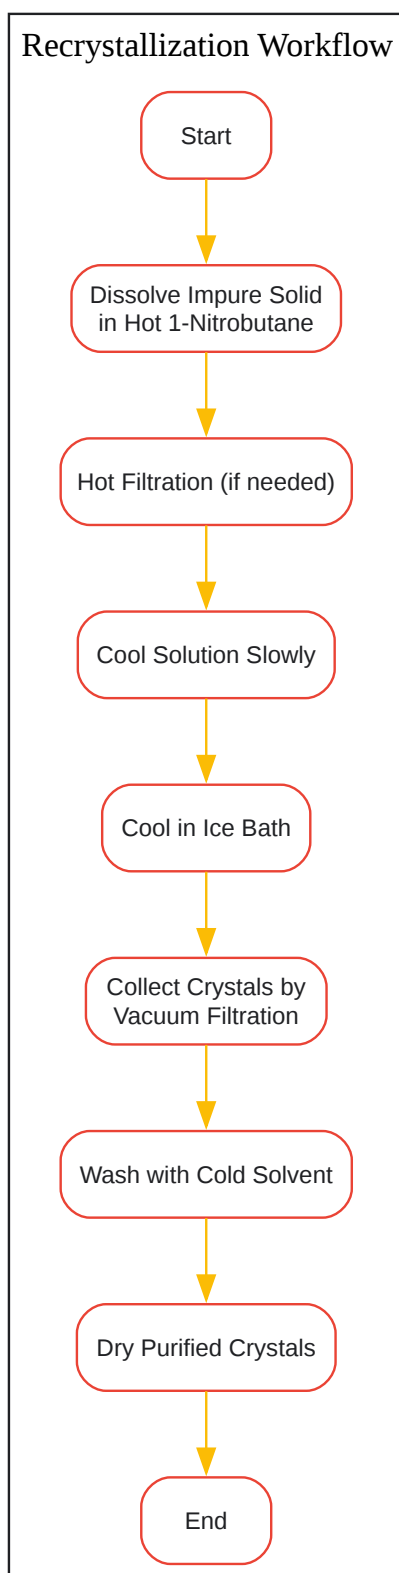 Recrystallization Workflow
Start
Dissolve Impure Solid
in Hot 1-Nitrobutane
Hot Filtration (if needed)
Cool Solution Slowly
Cool in Ice Bath
Collect Crystals by
Vacuum Filtration
Wash with Cold Solvent
Dry Purified Crystals
End